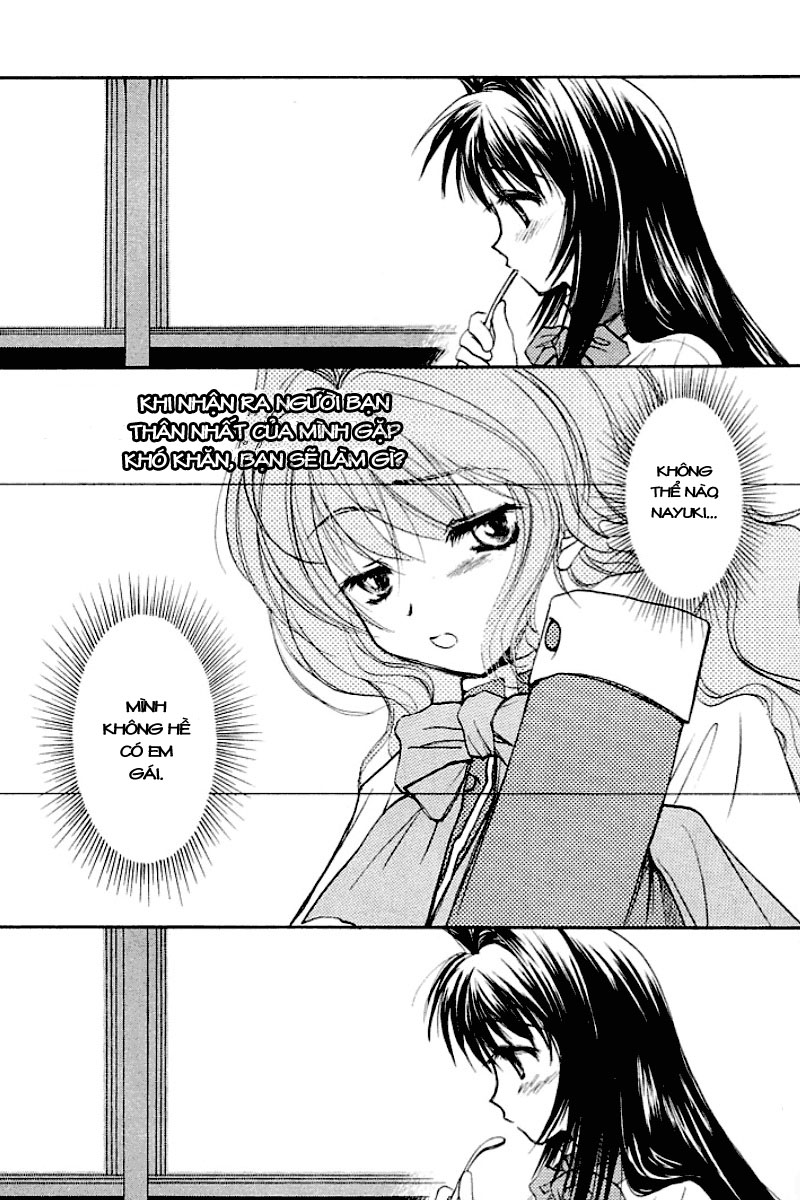 KHI NHẬN RA NGƯỜI BẠN
THÂN NHẤT CỦA MÌNH GẶP
KHÓ KHĂN, BẠN SẼ LÀM GÌ?
KHÔNG
THỂ NÀO,
NAYUKI...
MÌNH
KHÔNG HỀ
CÓ EM
GÁI.